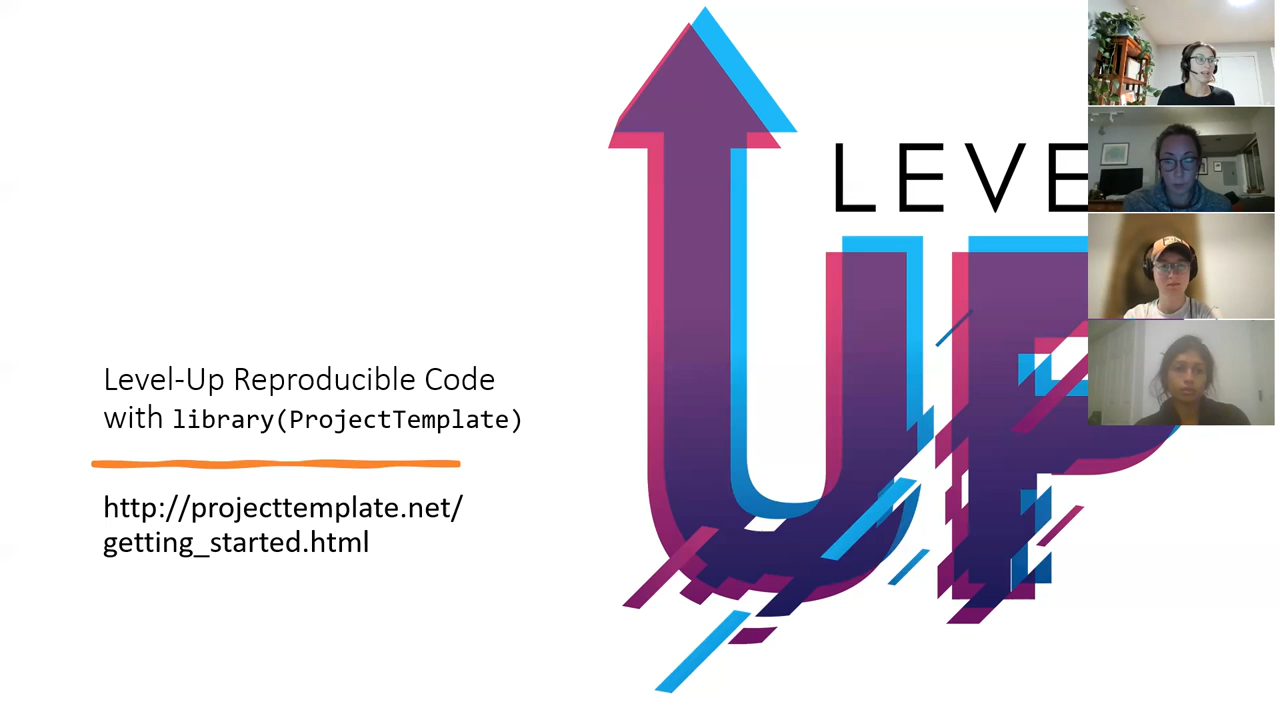 LEVE
UP
Level-Up Reproducible Code
with library(ProjectTemplate)
http://projecttemplate.net/
getting_started.html